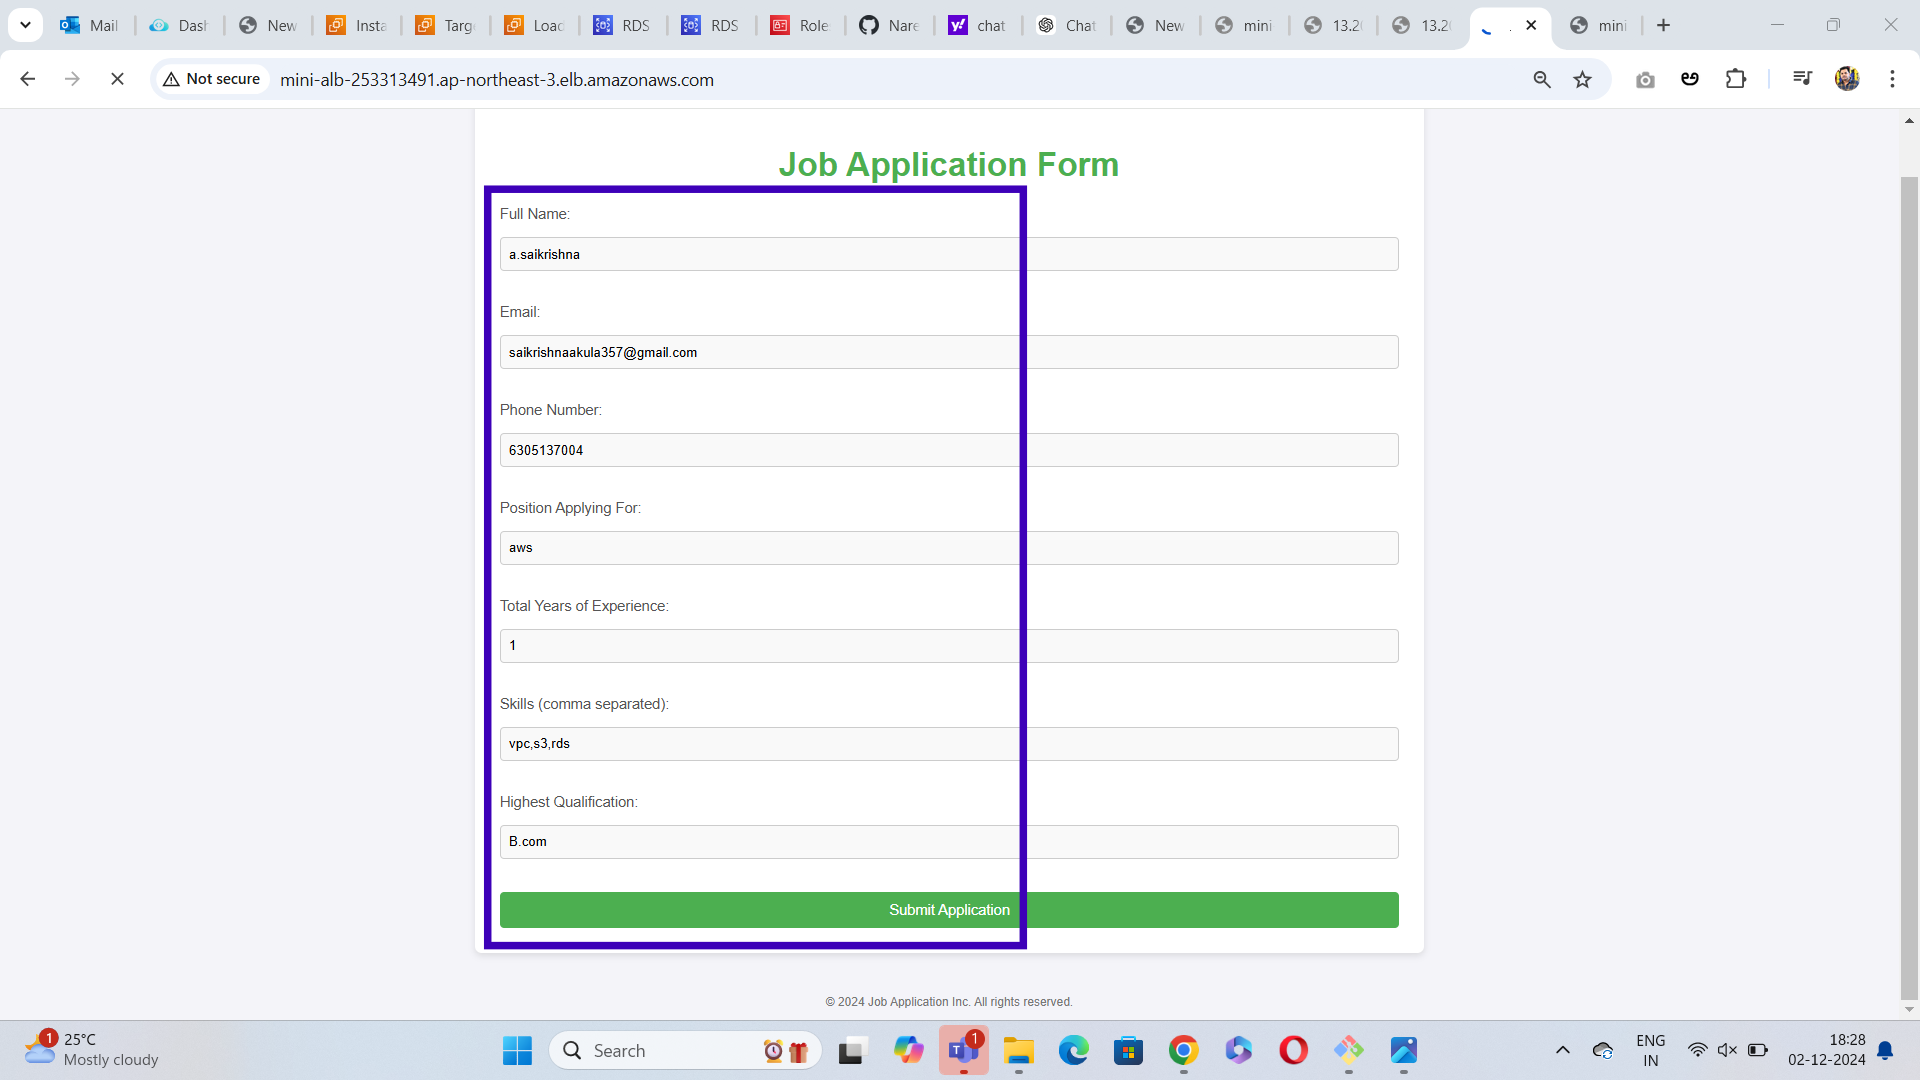 Mail
Dash
New
Insta
Targ
Load
RDS
RDS
Role
Nare
chat
Chat
New
mini
13.20
13.20
mini
Not secure
mini-alb-253313491.ap-northeast-3.elb.amazonaws.com
Job Application Form
Full Name:
a.saikrishna
Email:
saikrishnaakula357@gmail.com
Phone Number:
6305137004
Position Applying For:
aws
Total Years of Experience:
1
Skills (comma separated):
vpc,s3,rds
Highest Qualification:
B.com
Submit Application
© 2024 Job Application Inc. All rights reserved.
1
25°C
Mostly cloudy
Search
1
ENG
IN
18:28
02-12-2024